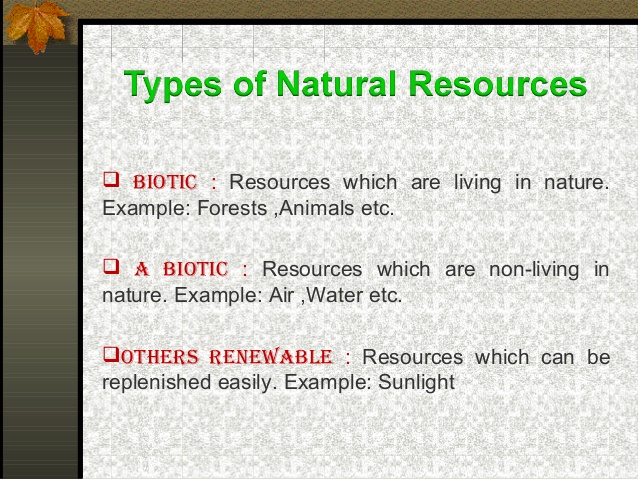 Types of Natural Resources
BIOTIC : Resources which are living in nature.
Example: Forests ,Animals etc.
A BIOTIC : Resources which are non-living in
nature. Example: Air ,Water etc.
OTHERS RENEWABLE : Resources which can be
replenished easily. Example: Sunlight